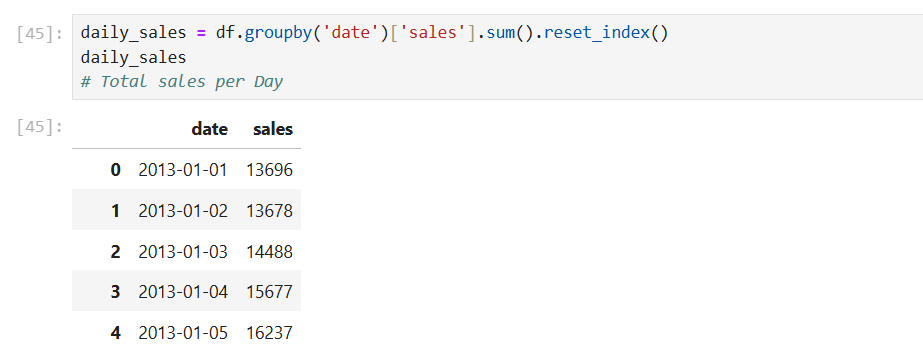 [45]: daily_sales = df.groupby('date')['sales'].sum().reset_index()
daily_sales
# Total sales per Day
[45]:
date sales
0 2013-01-01 13696
1 2013-01-02 13678
2 2013-01-03 14488
3 2013-01-04 15677
4 2013-01-05 16237